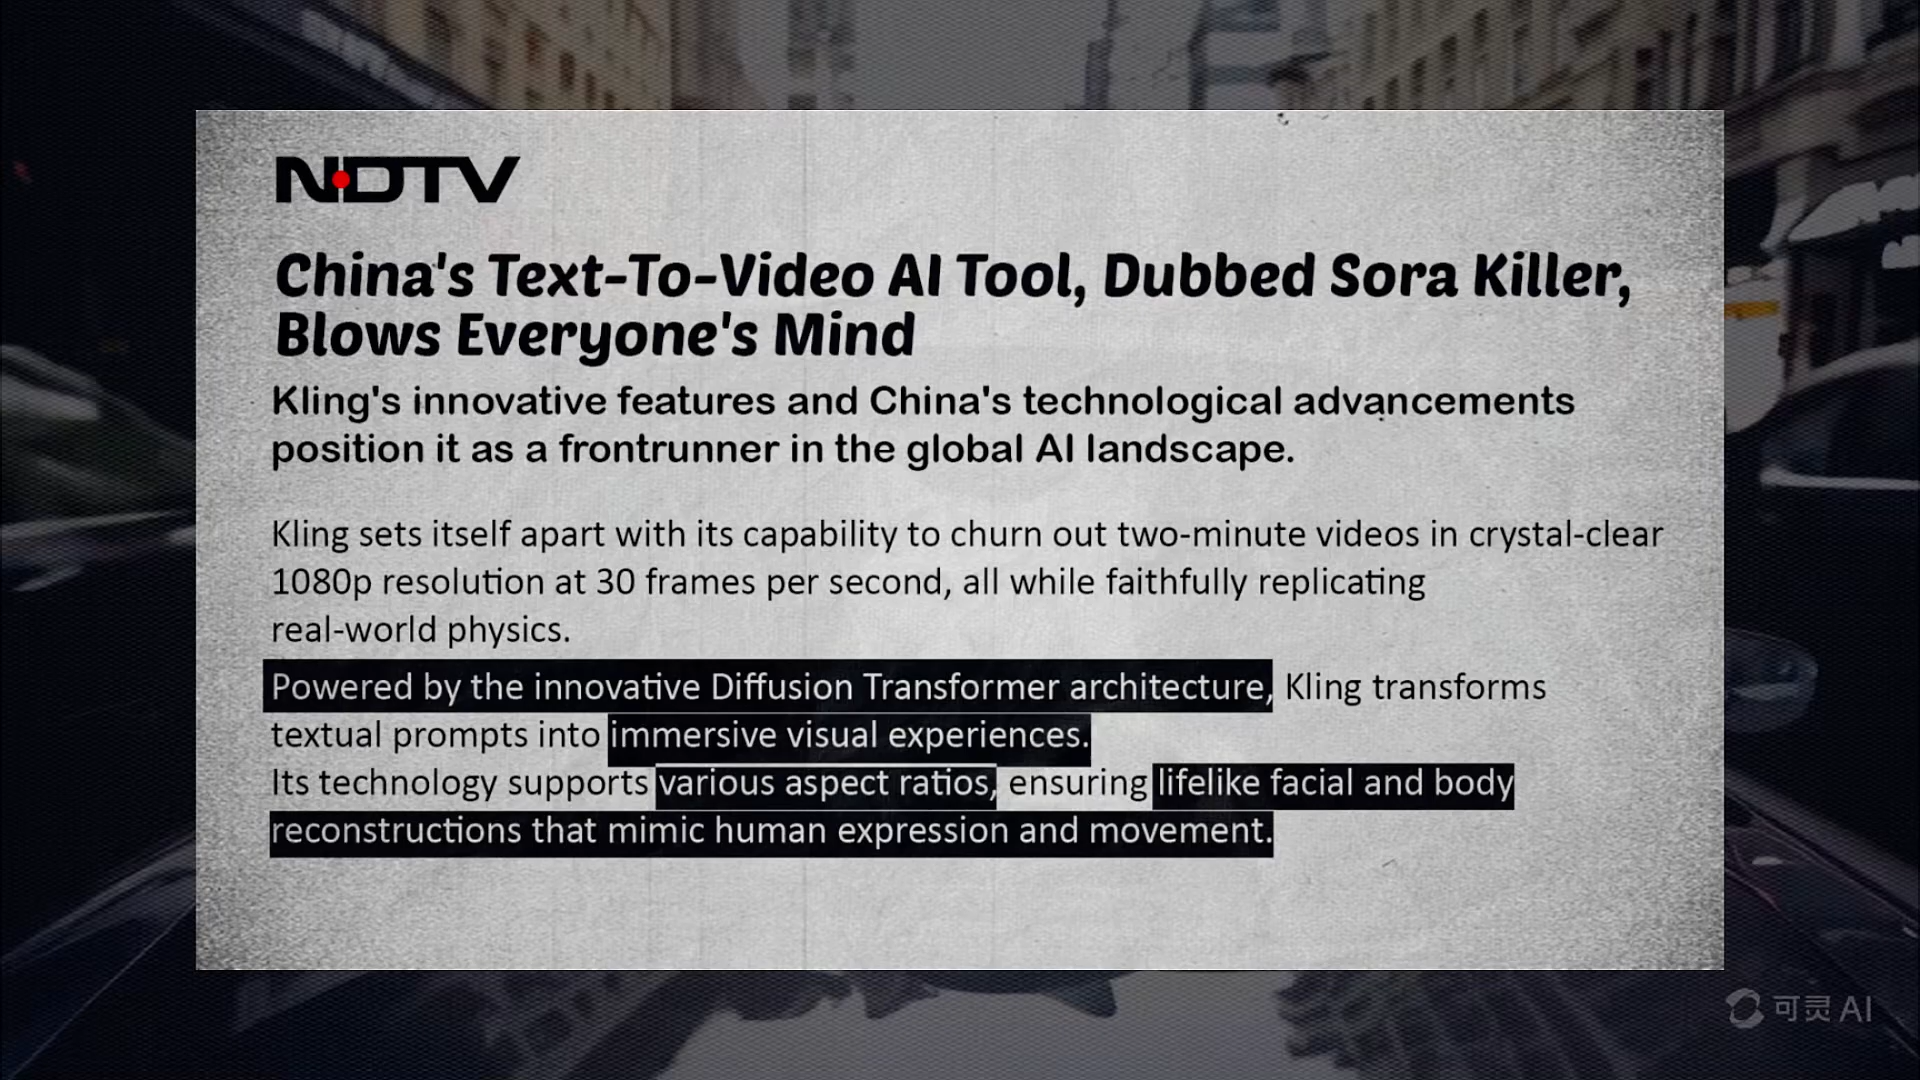 NDTV
China's Text-To-Video AI Tool, Dubbed Sora Killer,
Blows Everyone's Mind
Kling's innovative features and China's technological advancements
position it as a frontrunner in the global AI landscape.
Kling sets itself apart with its capability to churn out two-minute videos in crystal-clear
1080p resolution at 30 frames per second, all while faithfully replicating
real-world physics.
Powered by the innovative Diffusion Transformer architecture, Kling transforms
textual prompts into immersive visual experiences.
Its technology supports various aspect ratios, ensuring lifelike facial and body
reconstructions that mimic human expression and movement.
可灵 AI